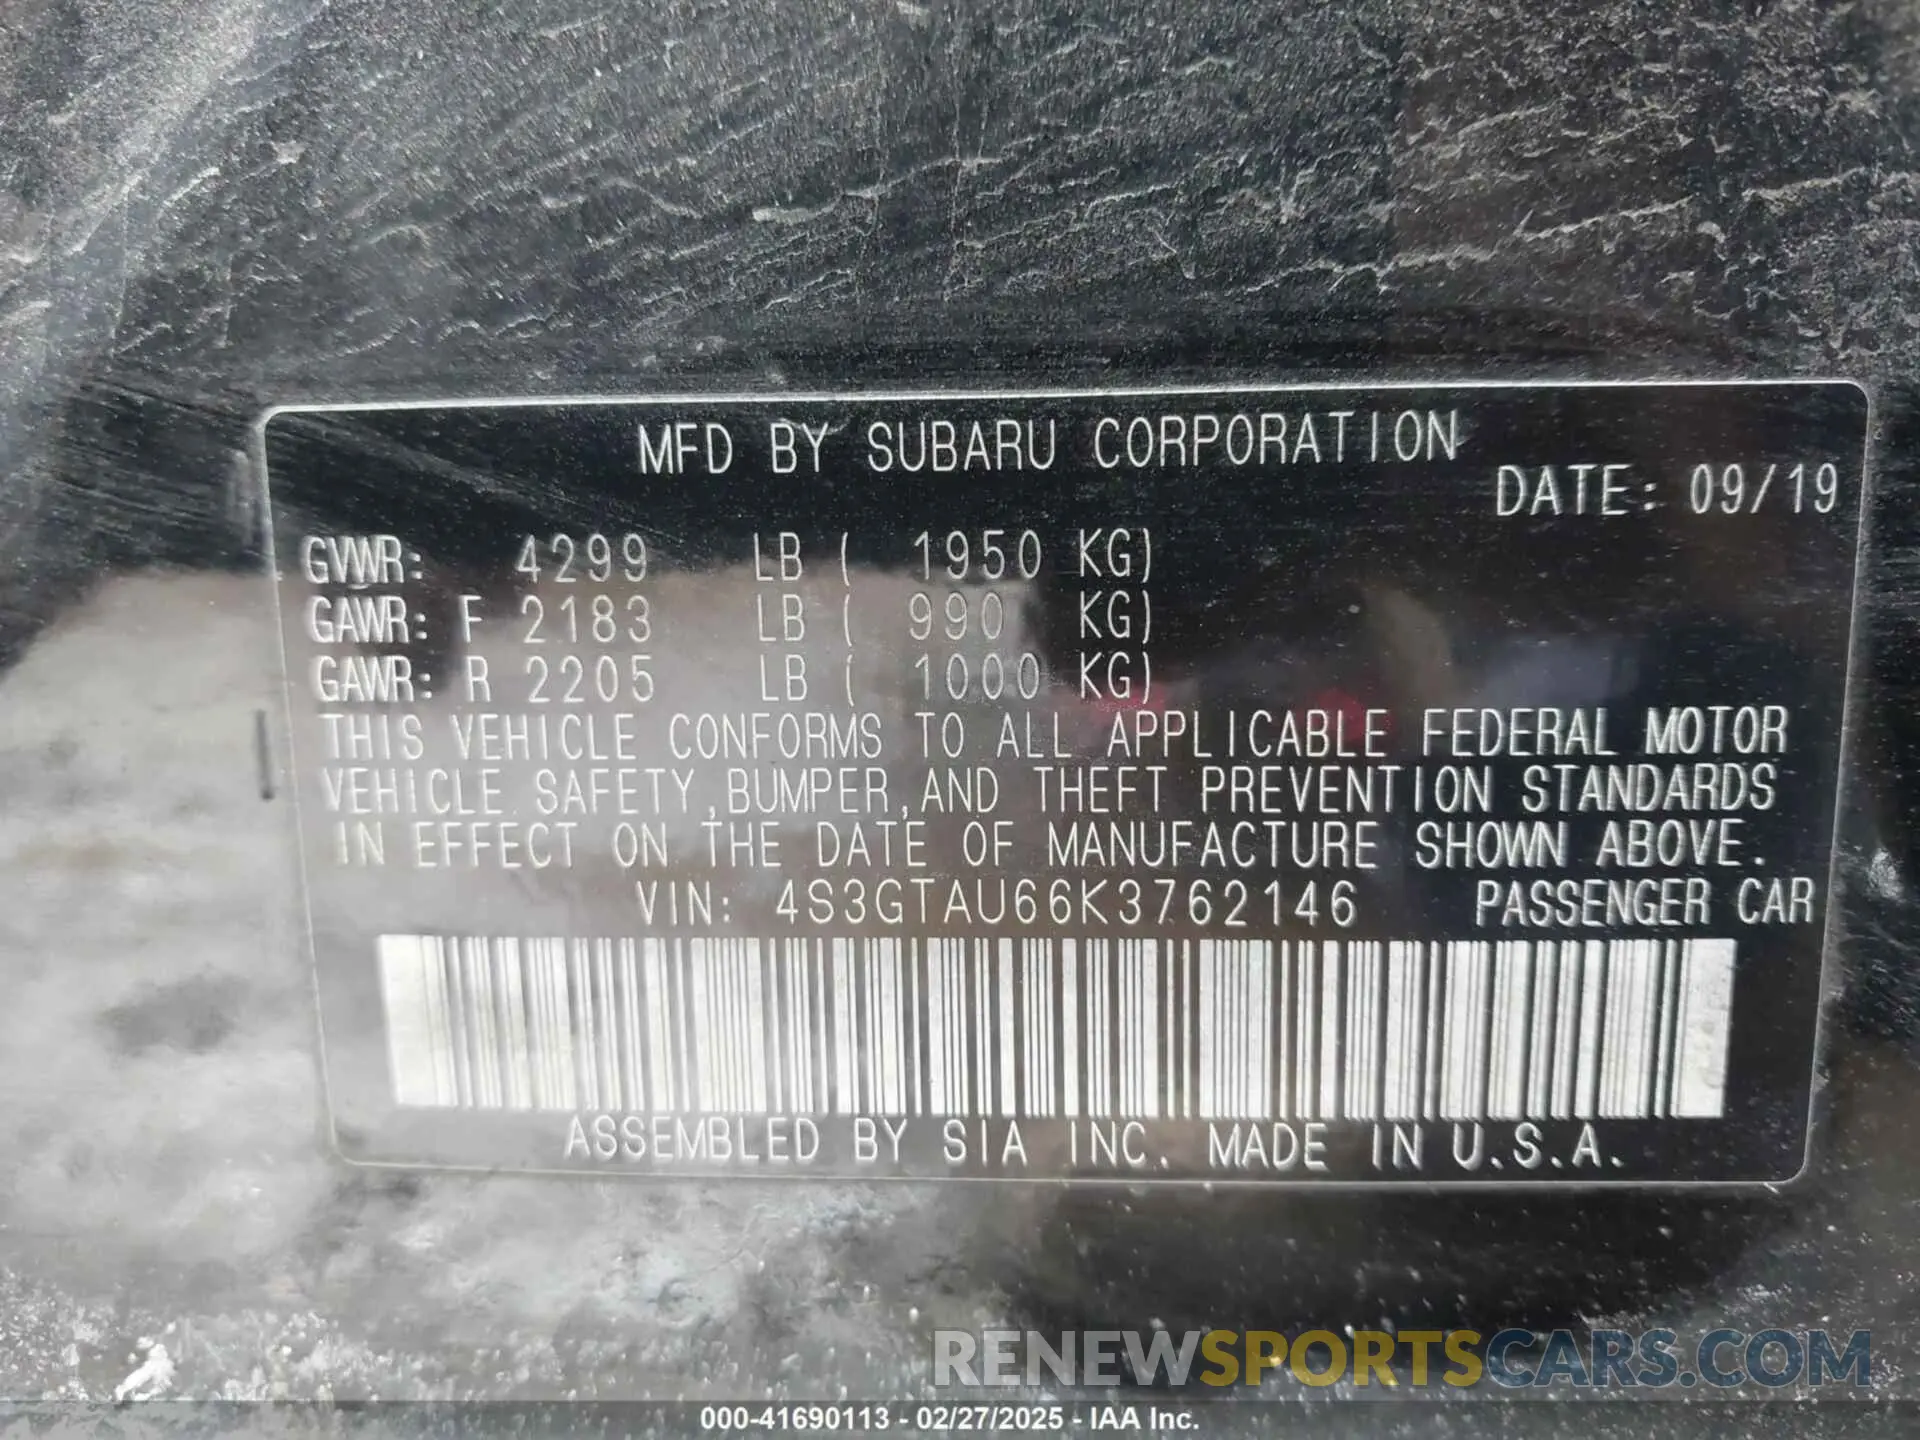 MFD BY SUBARU CORPORATION
DATE: 09/19
GVWR: 4299 LB ( 1950 KG)
GAWR: F 2183 LB ( 990 KG)
GAWR: R 2205 LB ( 1000 KG)
THIS VEHICLE CONFORMS TO ALL APPLICABLE FEDERAL MOTOR
VEHICLE SAFETY,BUMPER,AND THEFT PREVENTION STANDARDS
IN EFFECT ON THE DATE OF MANUFACTURE SHOWN ABOVE.
VIN: 4S3GTAU66K3762146 PASSENGER CAR
ASSEMBLED BY SIA INC. MADE IN U.S.A.
RENEWSPORTSCARS.COM
000-41690113 - 02/27/2025 - IAA Inc.